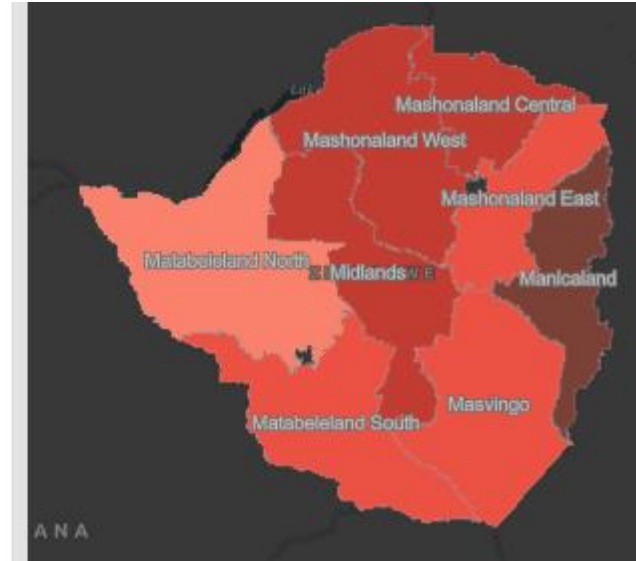 Mashonaland Central
Mashonaland West
Mashonaland East
Matabeleland North
Midlands
Manicaland
Matabeleland South
Masvingo
ANA